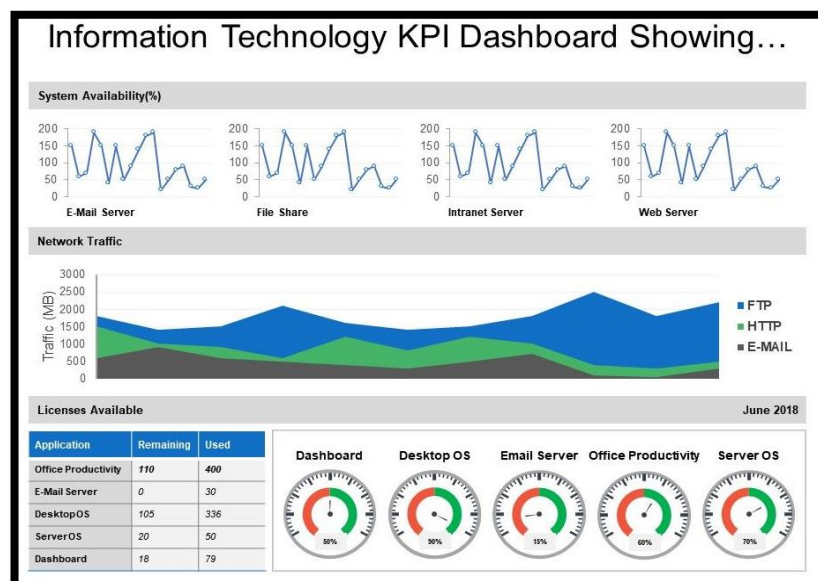 Information Technology KPI Dashboard Showing…
System Availability(%)
200
150
100
50
0
E-Mail Server
200
150
100
50
0
File Share
200
150
100
50
0
Intranet Server
200
150
100
50
0
Web Server
Network Traffic
Traffic (MB)
3000
2500
2000
1500
1000
500
0
FTP
HTTP
E-MAIL
Licenses Available June 2018
Application Remaining Used
Office Productivity 110 400
E-Mail Server 0 30
DesktopOS 105 336
ServerOS 20 50
Dashboard 18 79
Dashboard Desktop OS Email Server Office Productivity Server OS
50% 90% 15% 60% 70%